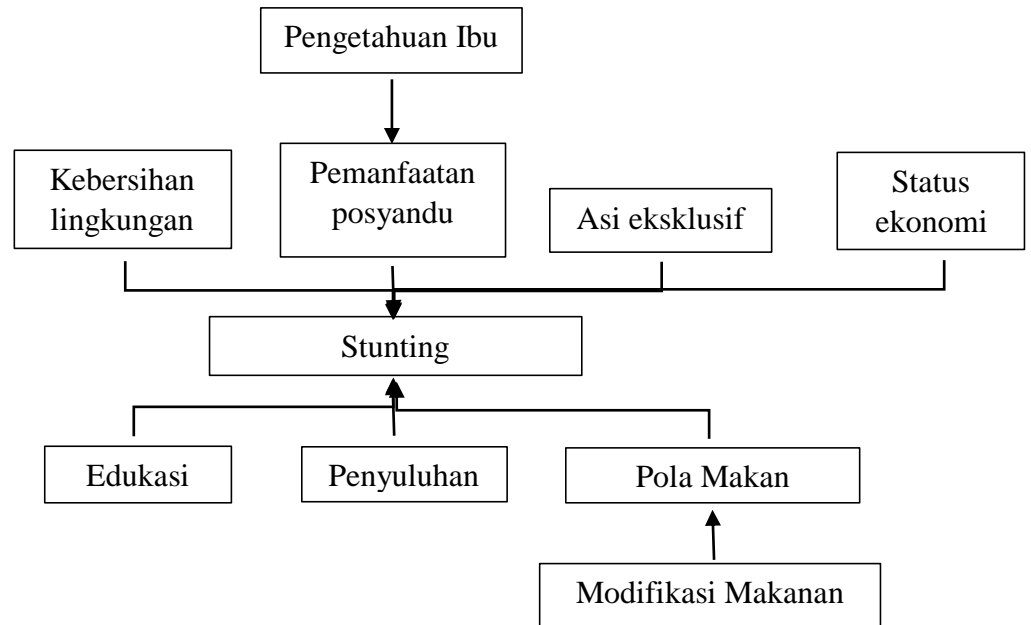 Pengetahuan Ibu
Kebersihan
lingkungan
Pemanfaatan
posyandu
Asi eksklusif
Status
ekonomi
Stunting
Edukasi
Penyuluhan
Pola Makan
Modifikasi Makanan